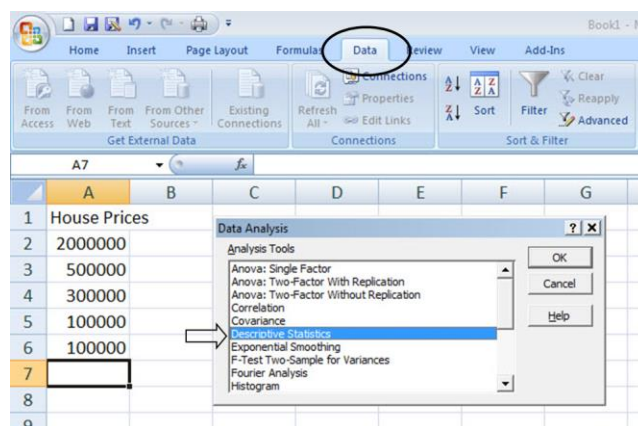 Book1 -
Home Insert Page Layout Formulas Data Review View Add-Ins
From Access
From Web
From Text
From Other Sources
Existing Connections
Get External Data
Refresh All
Connections
Properties
Edit Links
Connections
Sort
Filter
Clear
Reapply
Advanced
Sort & Filter
A7 fx
A B C D E F G
1 House Prices
2 2000000
3 500000
4 300000
5 100000
6 100000
7
8
9
Data Analysis
Analysis Tools
Anova: Single Factor
Anova: Two-Factor With Replication
Anova: Two-Factor Without Replication
Correlation
Covariance
Descriptive Statistics
Exponential Smoothing
F-Test Two-Sample for Variances
Fourier Analysis
Histogram
OK
Cancel
Help